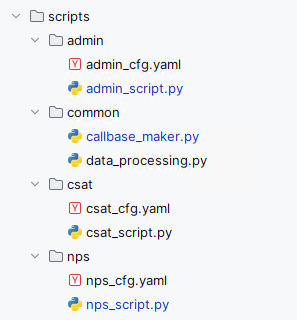 scripts
admin
admin_cfg.yaml
admin_script.py
common
callbase_maker.py
data_processing.py
csat
csat_cfg.yaml
csat_script.py
nps
nps_cfg.yaml
nps_script.py